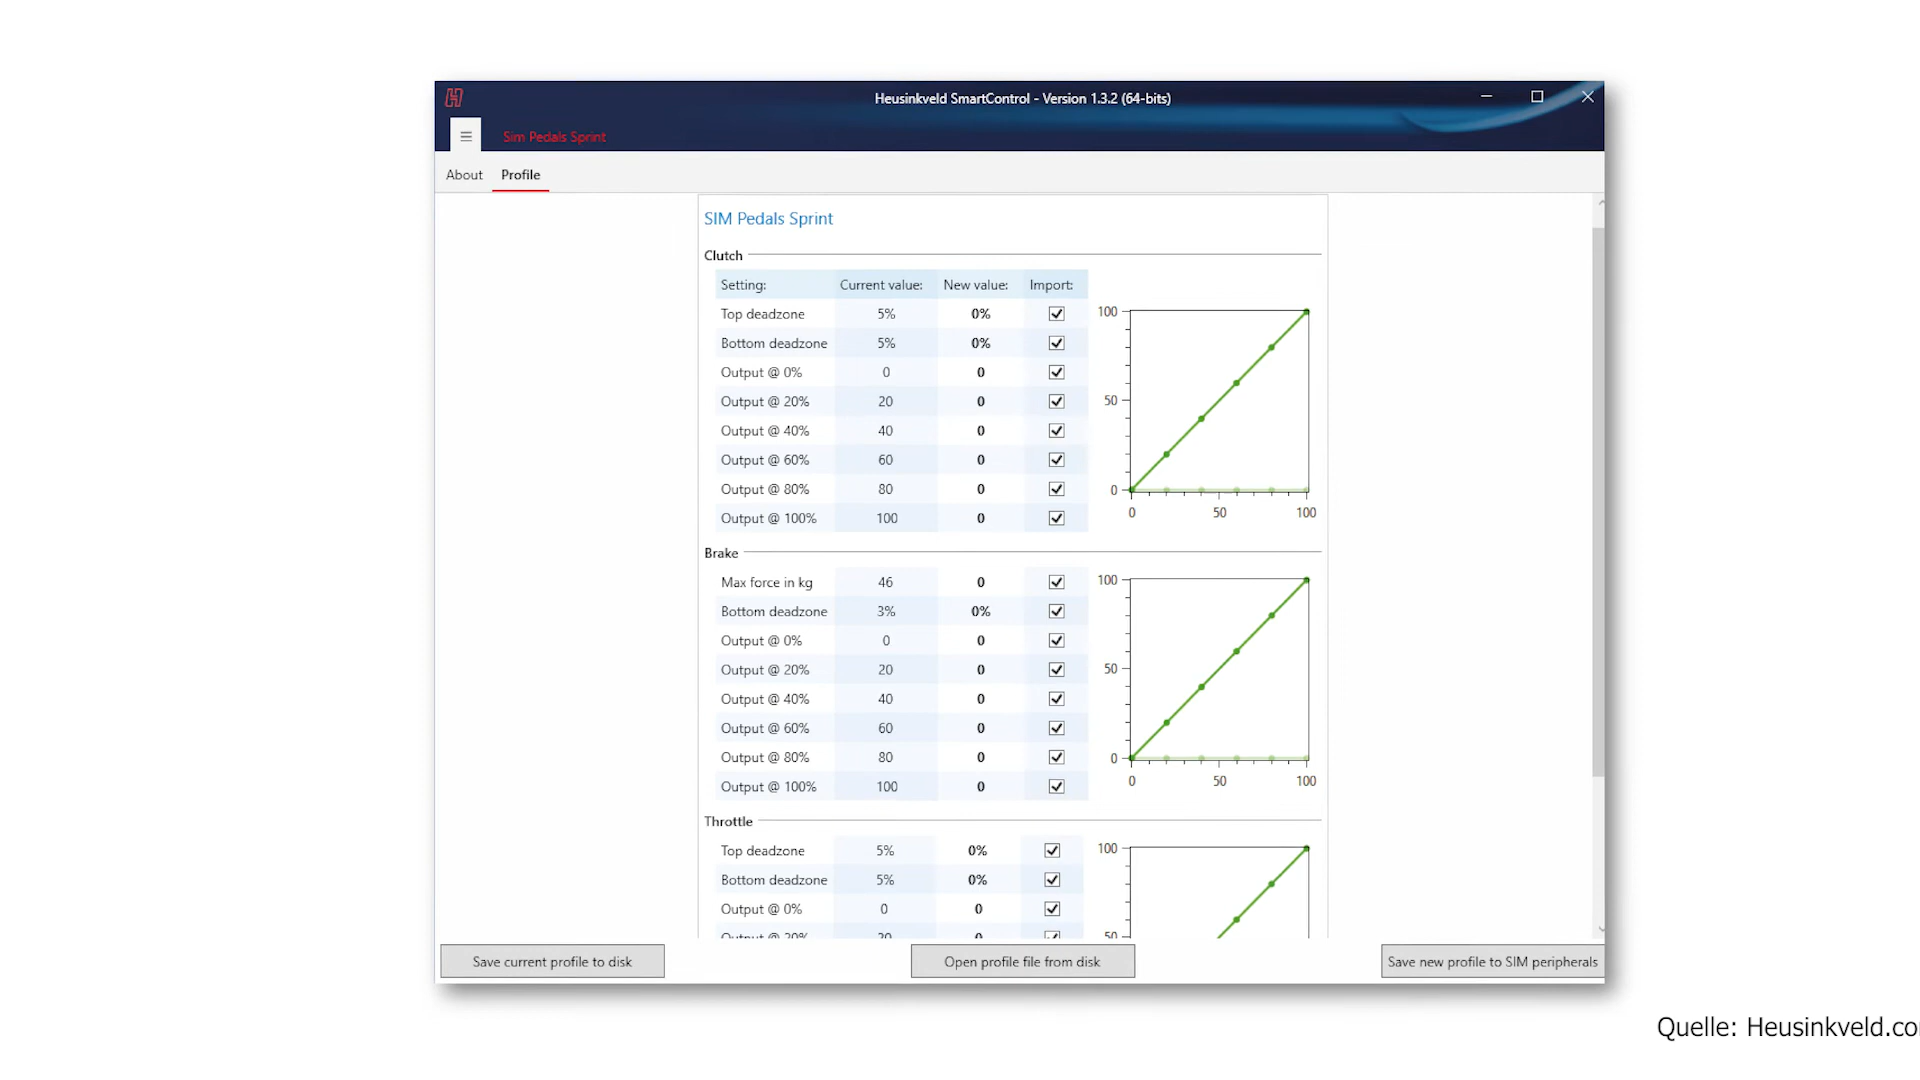 Heusinkveld SmartControl - Version 1.3.2 (64-bits)
Sim Pedals Sprint
About Profile
SIM Pedals Sprint
Clutch
Setting: Current value: New value: Import:
Top deadzone 5% 0%
Bottom deadzone 5% 0%
Output @ 0% 0 0
Output @ 20% 20 0
Output @ 40% 40 0
Output @ 60% 60 0
Output @ 80% 80 0
Output @ 100% 100 0
100
50
0
0 50 100
Brake
Max force in kg 46 0
Bottom deadzone 3% 0%
Output @ 0% 0 0
Output @ 20% 20 0
Output @ 40% 40 0
Output @ 60% 60 0
Output @ 80% 80 0
Output @ 100% 100 0
100
50
0
0 50 100
Throttle
Top deadzone 5% 0%
Bottom deadzone 5% 0%
Output @ 0% 0 0
Output @ 20% 20 0
100
50
Save current profile to disk
Open profile file from disk
Save new profile to SIM peripherals
Quelle: Heusinkveld.co